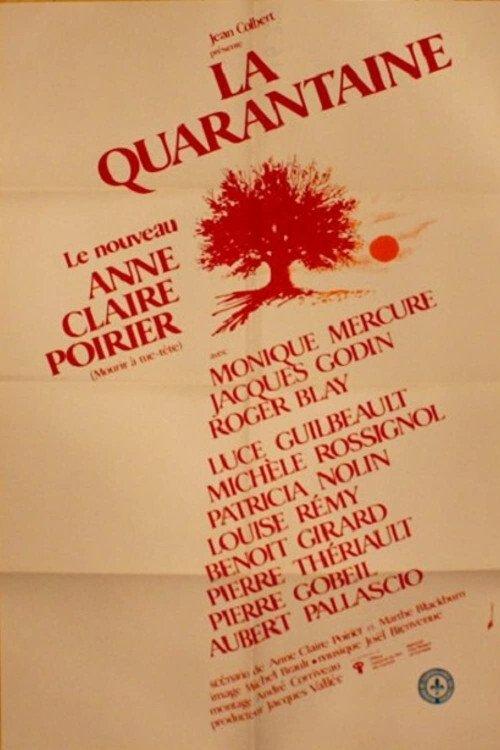 Jean Colbert
présente
LA
QUARANTAINE
Le nouveau
ANNE
CLAIRE
POIRIER
(Mourir à tue-tête)
avec
MONIQUE MERCURE
JACQUES GODIN
ROGER BLAY
LUCE GUILBEAULT
MICHÈLE ROSSIGNOL
PATRICIA NOLIN
LOUISE RÉMY
BENOIT GIRARD
PIERRE THÉRIAULT
PIERRE GOBEIL
AUBERT PALLASCIO
scénario de Anne Claire Poirier et Marthe Blackburn
image Michel Brault • musique Joël Bienvenue
montage André Corriveau
producteur Jacques Vallée